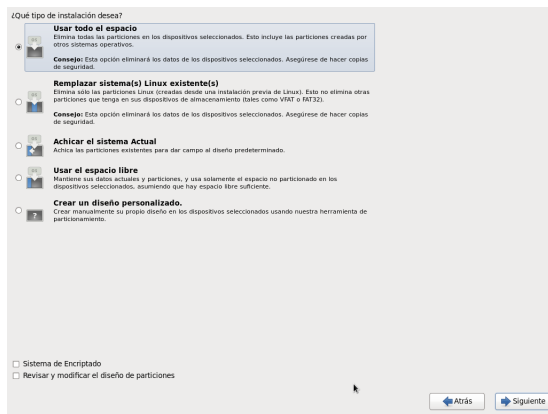 ¿Qué tipo de instalación desea?
Usar todo el espacio
Elimina todas las particiones en los dispositivos seleccionados. Esto incluye las particiones creadas por
otros sistemas operativos.
Consejo: Esta opción eliminará los datos de los dispositivos seleccionados. Asegúrese de hacer copias
de seguridad.
Remplazar sistema(s) Linux existente(s)
Elimina sólo las particiones Linux (creadas desde una instalación previa de Linux). Esto no elimina otras
particiones que tenga en sus dispositivos de almacenamiento (tales como VFAT o FAT32).
Consejo: Esta opción eliminará los datos de los dispositivos seleccionados. Asegúrese de hacer copias
de seguridad.
Achicar el sistema Actual
Achica las particiones existentes para dar campo al diseño predeterminado.
Usar el espacio libre
Mantiene sus datos actuales y particiones, y usa solamente el espacio no particionado en los
dispositivos seleccionados, asumiendo que hay espacio libre suficiente.
Crear un diseño personalizado.
Crear manualmente su propio diseño en los dispositivos seleccionados usando nuestra herramienta de
particionamiento.
Sistema de Encriptado
Revisar y modificar el diseño de particiones
Atrás
Siguiente